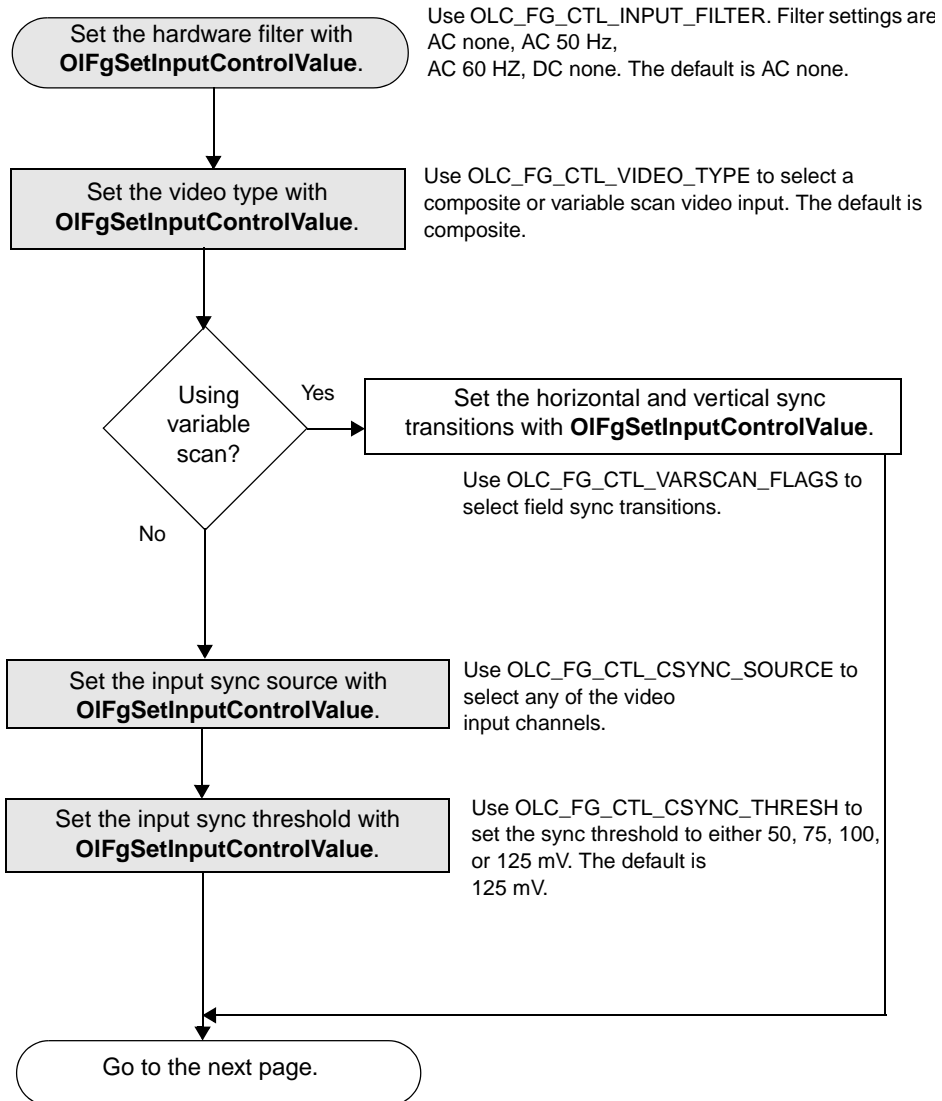 Set the hardware filter with
OlFgSetInputControlValue.
Use OLC_FG_CTL_INPUT_FILTER. Filter settings are
AC none, AC 50 Hz,
AC 60 HZ, DC none. The default is AC none.
Set the video type with
OlFgSetInputControlValue.
Use OLC_FG_CTL_VIDEO_TYPE to select a
composite or variable scan video input. The default is
composite.
Using
variable
scan?
Yes
Set the horizontal and vertical sync
transitions with OlFgSetInputControlValue.
Use OLC_FG_CTL_VARSCAN_FLAGS to
select field sync transitions.
No
Set the input sync source with
OlFgSetInputControlValue.
Use OLC_FG_CTL_CSYNC_SOURCE to
select any of the video
input channels.
Set the input sync threshold with
OlFgSetInputControlValue.
Use OLC_FG_CTL_CSYNC_THRESH to
set the sync threshold to either 50, 75, 100,
or 125 mV. The default is
125 mV.
Go to the next page.